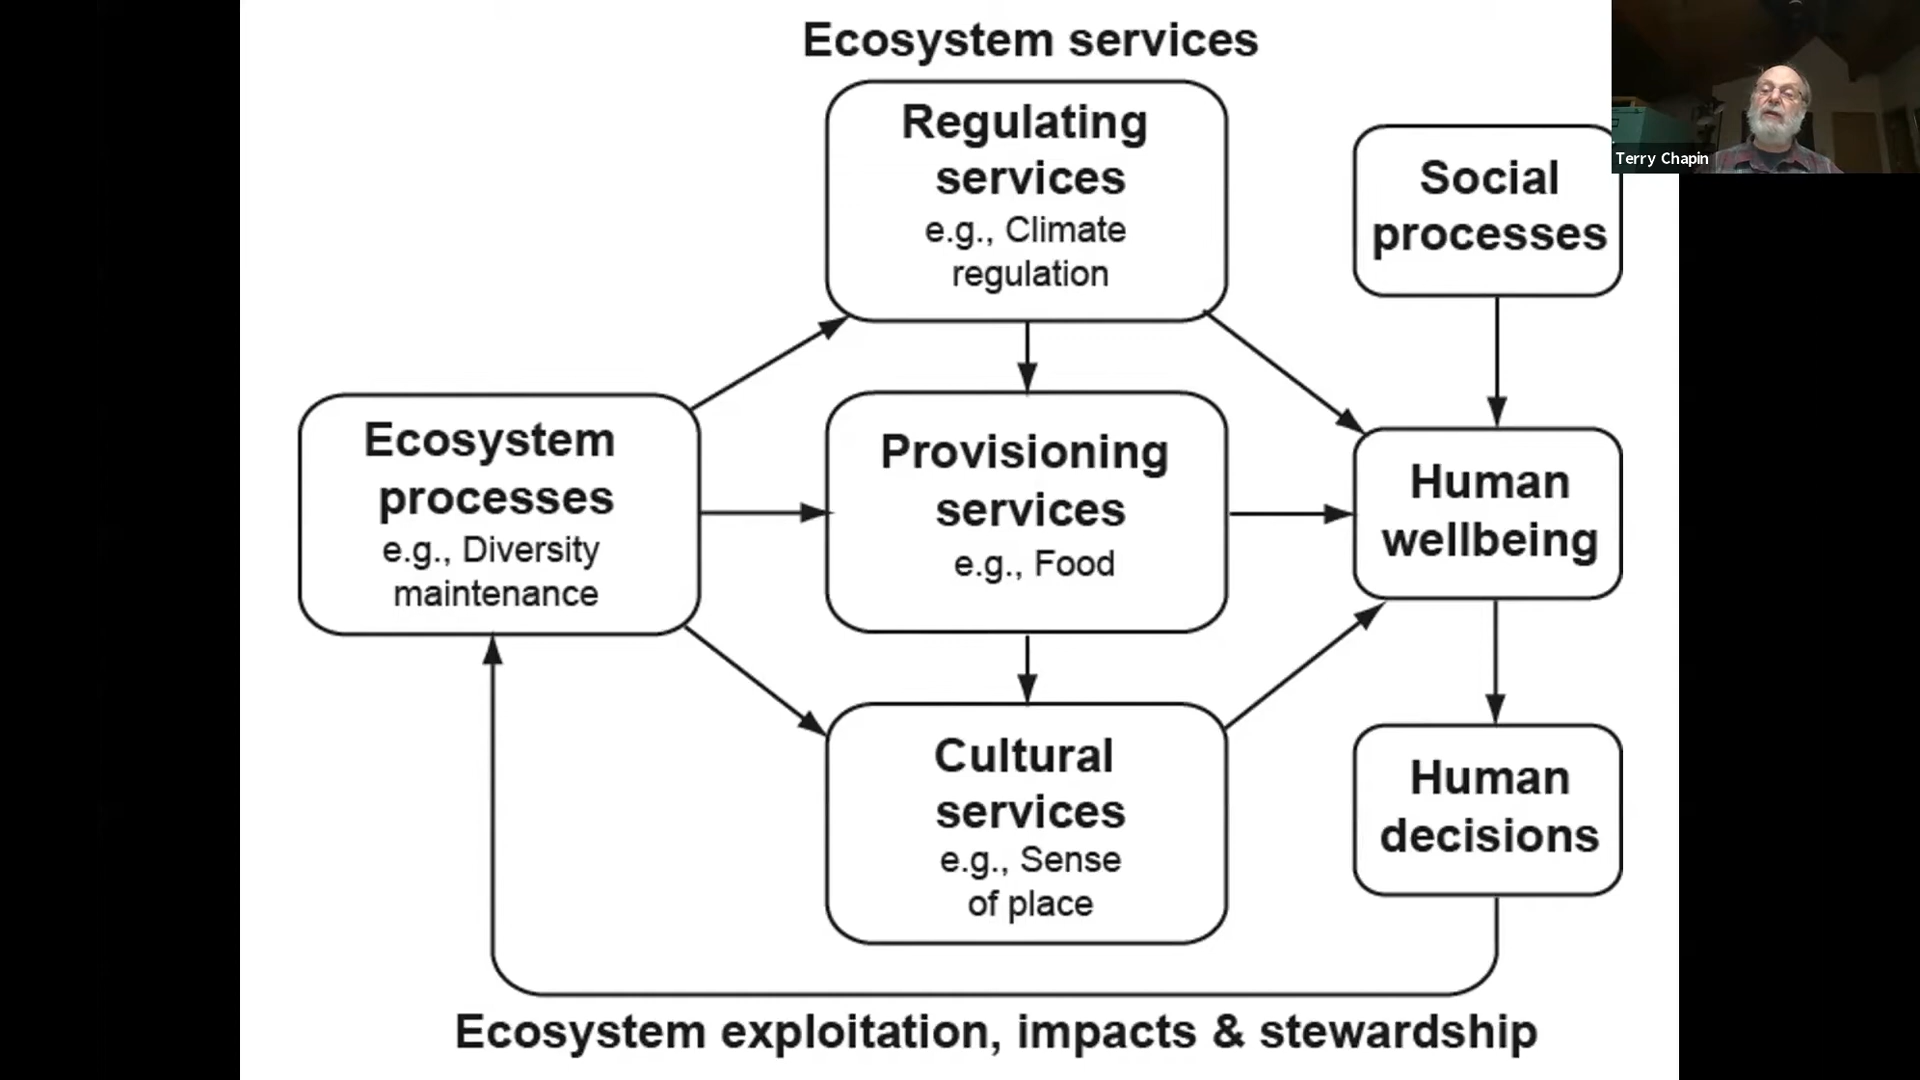 Ecosystem services
Regulating
services
e.g., Climate
regulation
Social
processes
Terry Chapin
Ecosystem
processes
e.g., Diversity
maintenance
Provisioning
services
e.g., Food
Human
wellbeing
Cultural
services
e.g., Sense
of place
Human
decisions
Ecosystem exploitation, impacts & stewardship